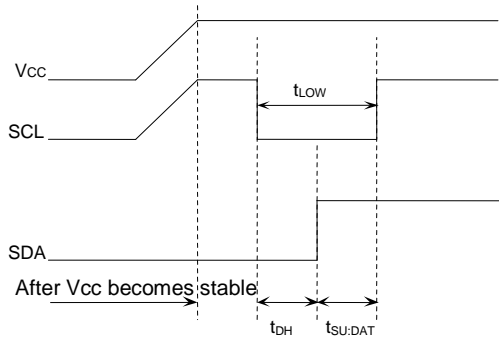 VCC
tLOW
SCL
SDA
After Vcc becomes stable
tDH
tSU:DAT